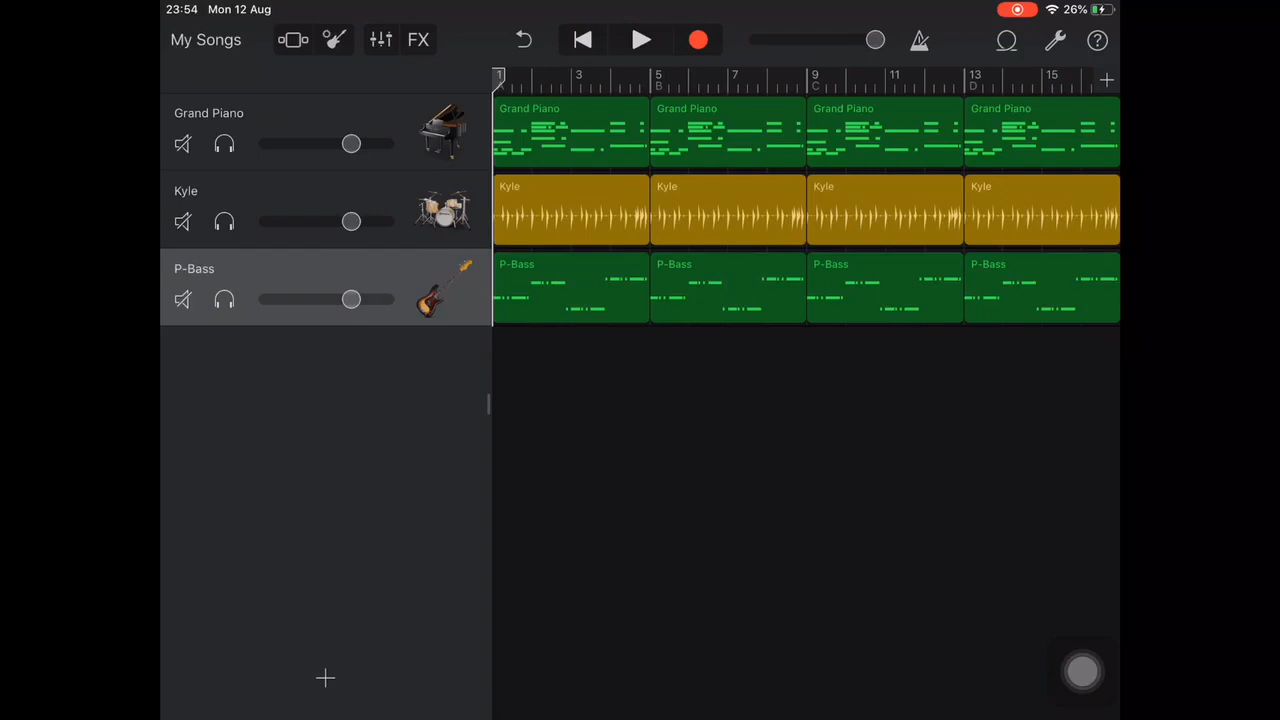 23:54 Mon 12 Aug 26%
My Songs FX ?
1 3 5 7 9 11 13 15
A B C D
Grand Piano
Grand Piano Grand Piano Grand Piano Grand Piano
Kyle
Kyle Kyle Kyle Kyle
P-Bass
P-Bass P-Bass P-Bass P-Bass